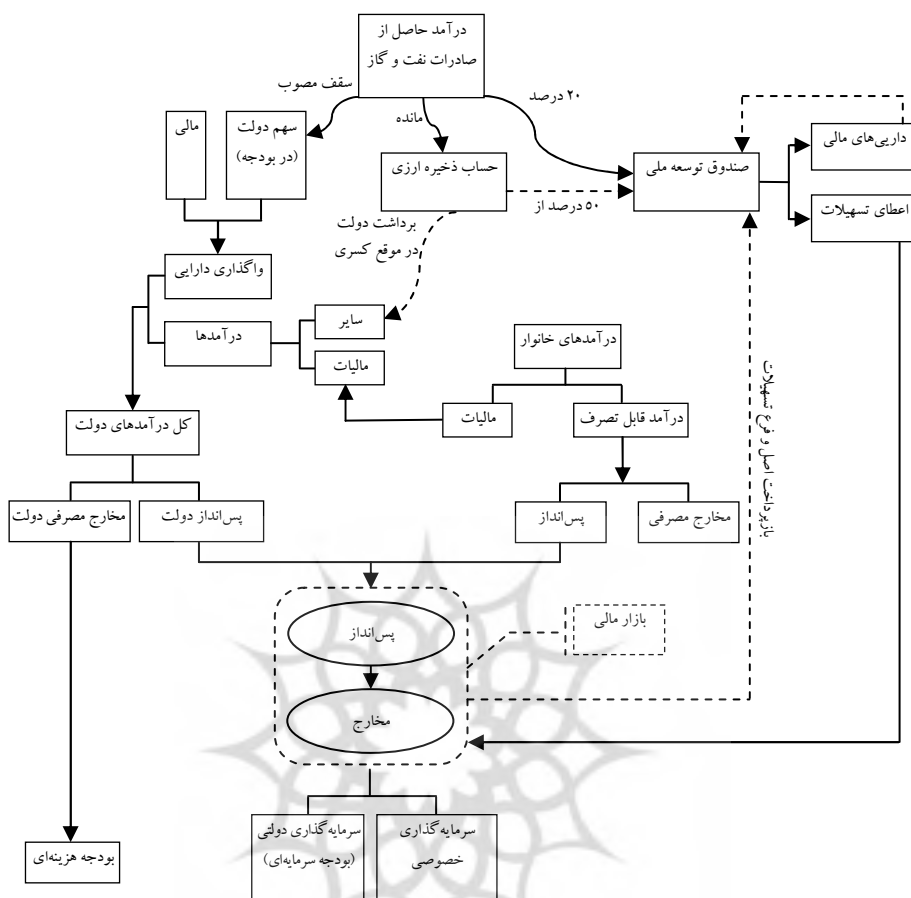 درآمد حاصل از
صادرات نفت و گاز
سقف مصوب
مانده
۲۰ درصد
مالی
سهم دولت
(در بودجه)
حساب ذخیره ارزی
صندوق توسعه ملی
داریی‌های مالی
۵۰ درصد از
اعطای تسهیلات
برداشت دولت
در موقع کسری
واگذاری دارایی
سایر
درآمدها
مالیات
درآمدهای خانوار
کل درآمدهای دولت
مالیات
درآمد قابل تصرف
بازپرداخت اصل و فرع تسهیلات
مخارج مصرفی دولت
پس‌انداز دولت
پس‌انداز
مخارج مصرفی
بازار مالی
پس‌انداز
مخارج
بودجه هزینه‌ای
سرمایه‌گذاری دولتی
(بودجه سرمایه‌ای)
سرمایه‌گذاری
خصوصی